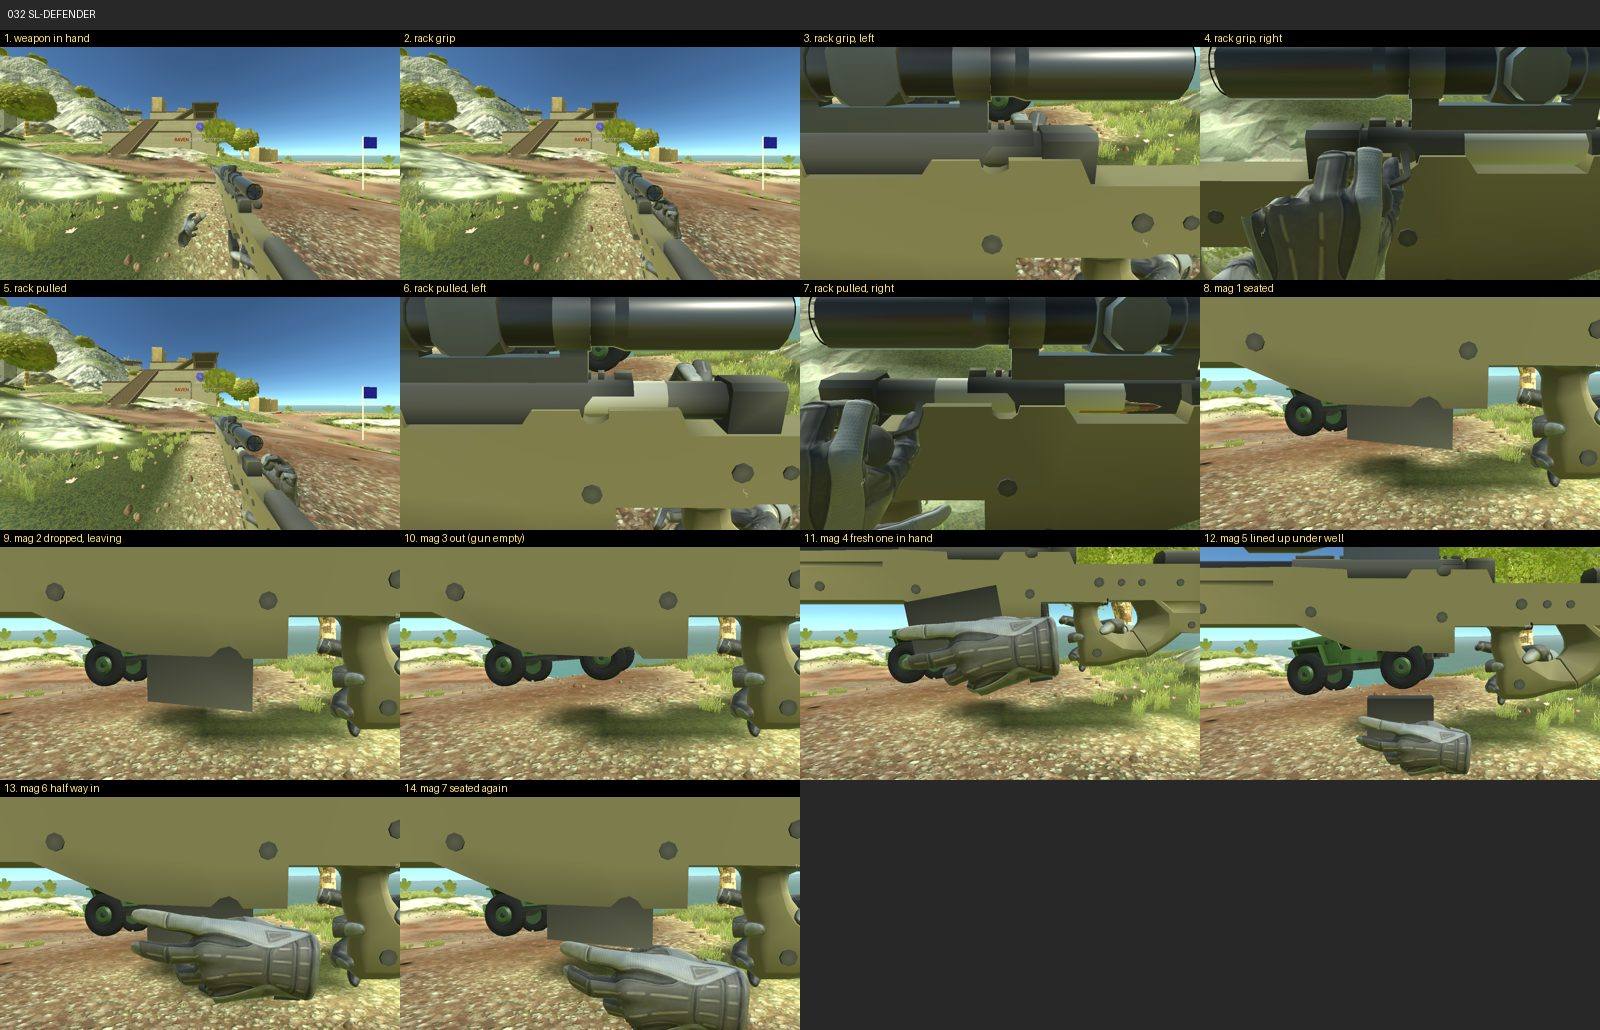 032 SL-DEFENDER
1. weapon in hand
2. rack grip
3. rack grip, left
4. rack grip, right
RAVEN
RAVEN
5. rack pulled
6. rack pulled, left
7. rack pulled, right
8. mag 1 seated
RAVEN
9. mag 2 dropped, leaving
10. mag 3 out (gun empty)
11. mag 4 fresh one in hand
12. mag 5 lined up under well
13. mag 6 half way in
14. mag 7 seated again